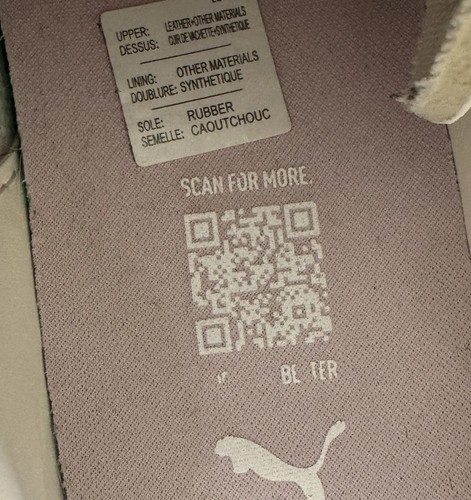 UPPER: LEATHER+OTHER MATERIALS
DESSUS: CUIR DE VACHETTE+SYNTHETIQUE
LINING: OTHER MATERIALS
DOUBLURE: SYNTHETIQUE
SOLE: RUBBER
SEMELLE: CAOUTCHOUC
SCAN FOR MORE.